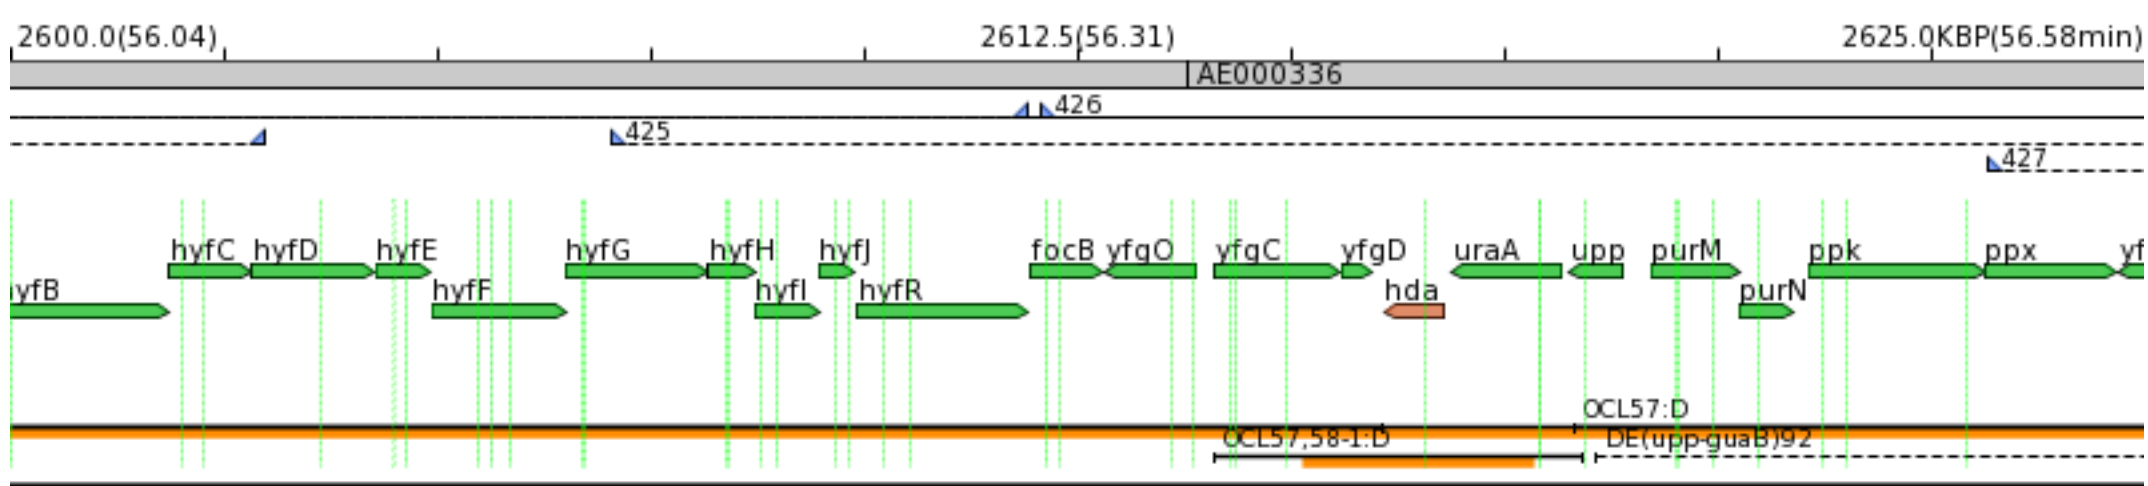 2600.0(56.04) 2612.5(56.31) 2625.0KBP(56.58min)
AE000336
426
425
427
hyfC hyfD hyfE hyfG hyfH hyfJ focB yfgO yfgC yfgD uraA upp purM ppk ppx yf
yfB hyfF hyfI hyfR hda purN
OCL57:D
OCL57,58-1:D DE(upp-guaB)92